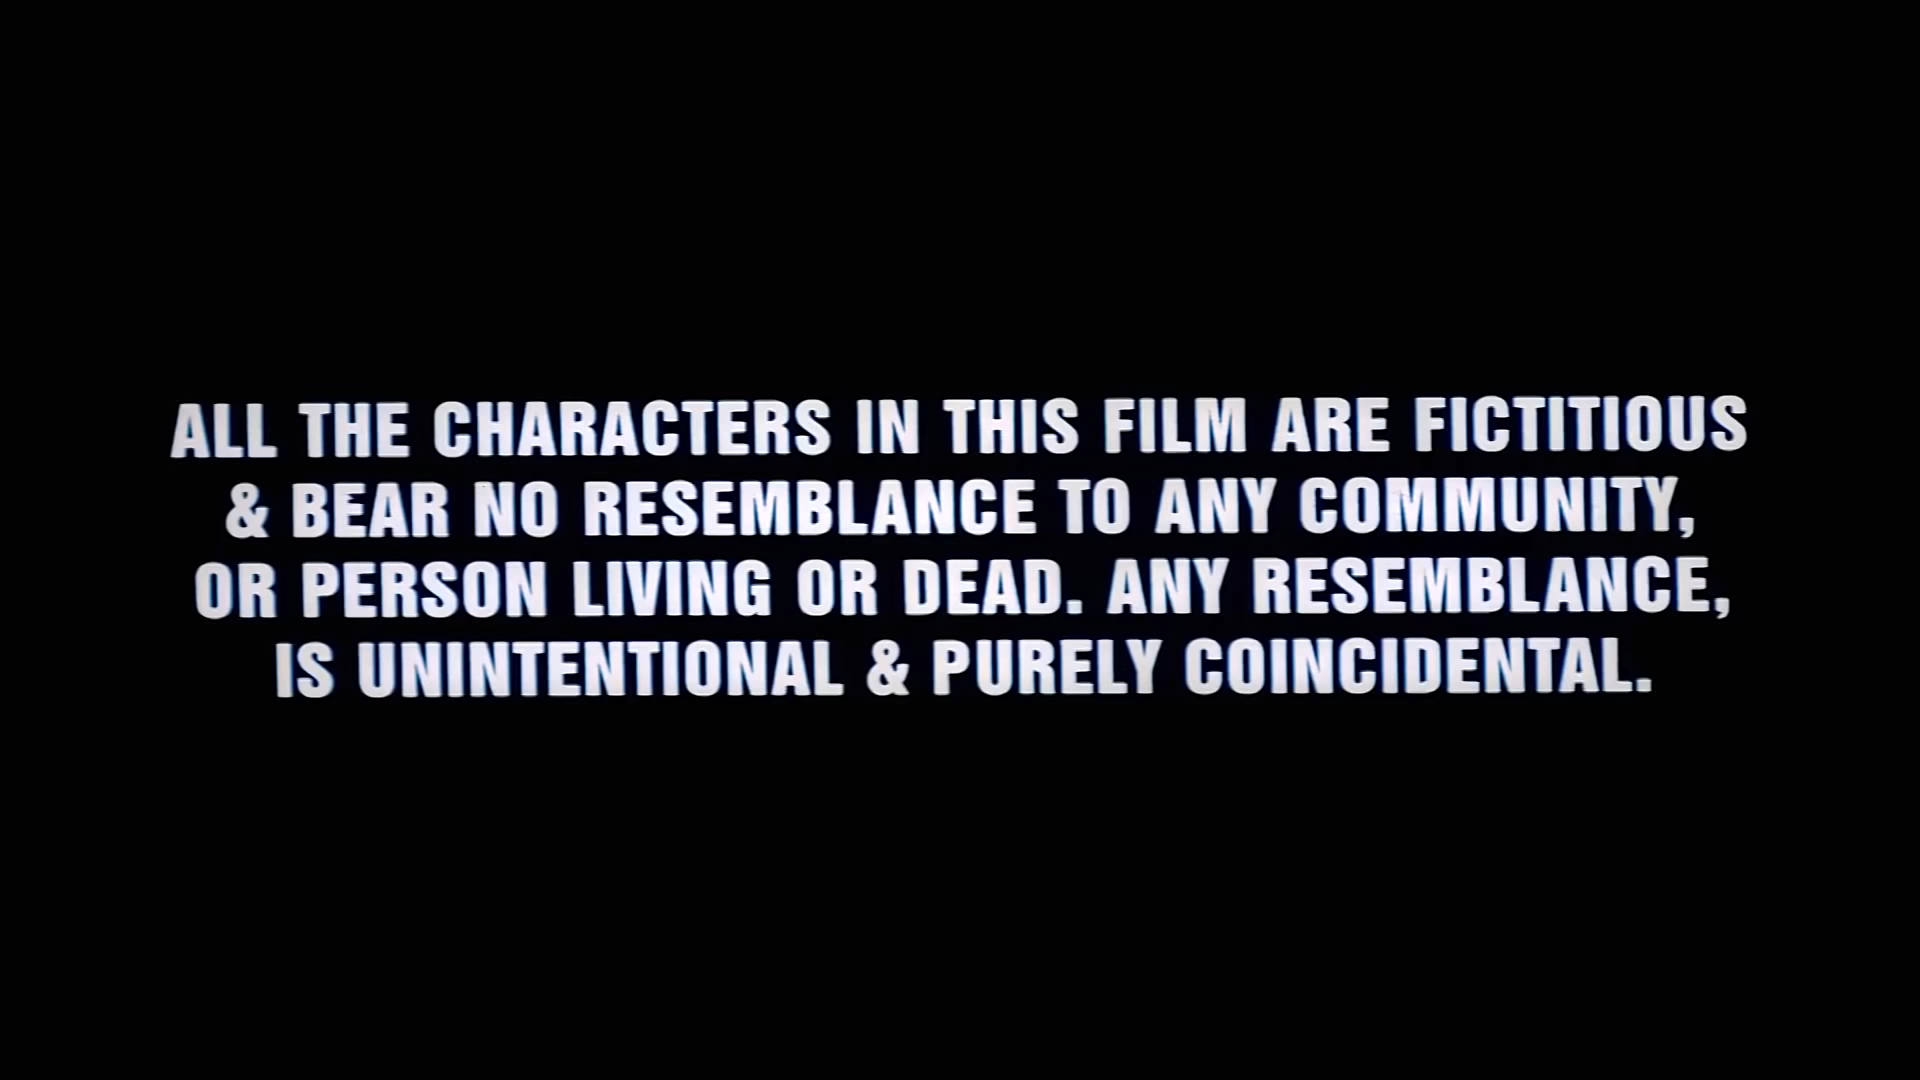 ALL THE CHARACTERS IN THIS FILM ARE FICTITIOUS
& BEAR NO RESEMBLANCE TO ANY COMMUNITY,
OR PERSON LIVING OR DEAD. ANY RESEMBLANCE,
IS UNINTENTIONAL & PURELY COINCIDENTAL.